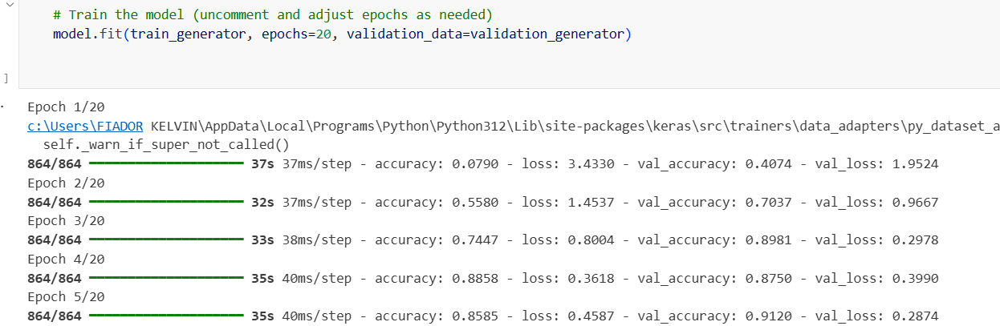 # Train the model (uncomment and adjust epochs as needed)
model.fit(train_generator, epochs=20, validation_data=validation_generator)
]
Epoch 1/20
c:\Users\FIADOR KELVIN\AppData\Local\Programs\Python\Python312\Lib\site-packages\keras\src\trainers\data_adapters\py_dataset_a
self._warn_if_super_not_called()
864/864 ━━━━━━━━━━━━━━━━━━━━ 37s 37ms/step - accuracy: 0.0790 - loss: 3.4330 - val_accuracy: 0.4074 - val_loss: 1.9524
Epoch 2/20
864/864 ━━━━━━━━━━━━━━━━━━━━ 32s 37ms/step - accuracy: 0.5580 - loss: 1.4537 - val_accuracy: 0.7037 - val_loss: 0.9667
Epoch 3/20
864/864 ━━━━━━━━━━━━━━━━━━━━ 33s 38ms/step - accuracy: 0.7447 - loss: 0.8004 - val_accuracy: 0.8981 - val_loss: 0.2978
Epoch 4/20
864/864 ━━━━━━━━━━━━━━━━━━━━ 35s 40ms/step - accuracy: 0.8858 - loss: 0.3618 - val_accuracy: 0.8750 - val_loss: 0.3990
Epoch 5/20
864/864 ━━━━━━━━━━━━━━━━━━━━ 35s 40ms/step - accuracy: 0.8585 - loss: 0.4587 - val_accuracy: 0.9120 - val_loss: 0.2874